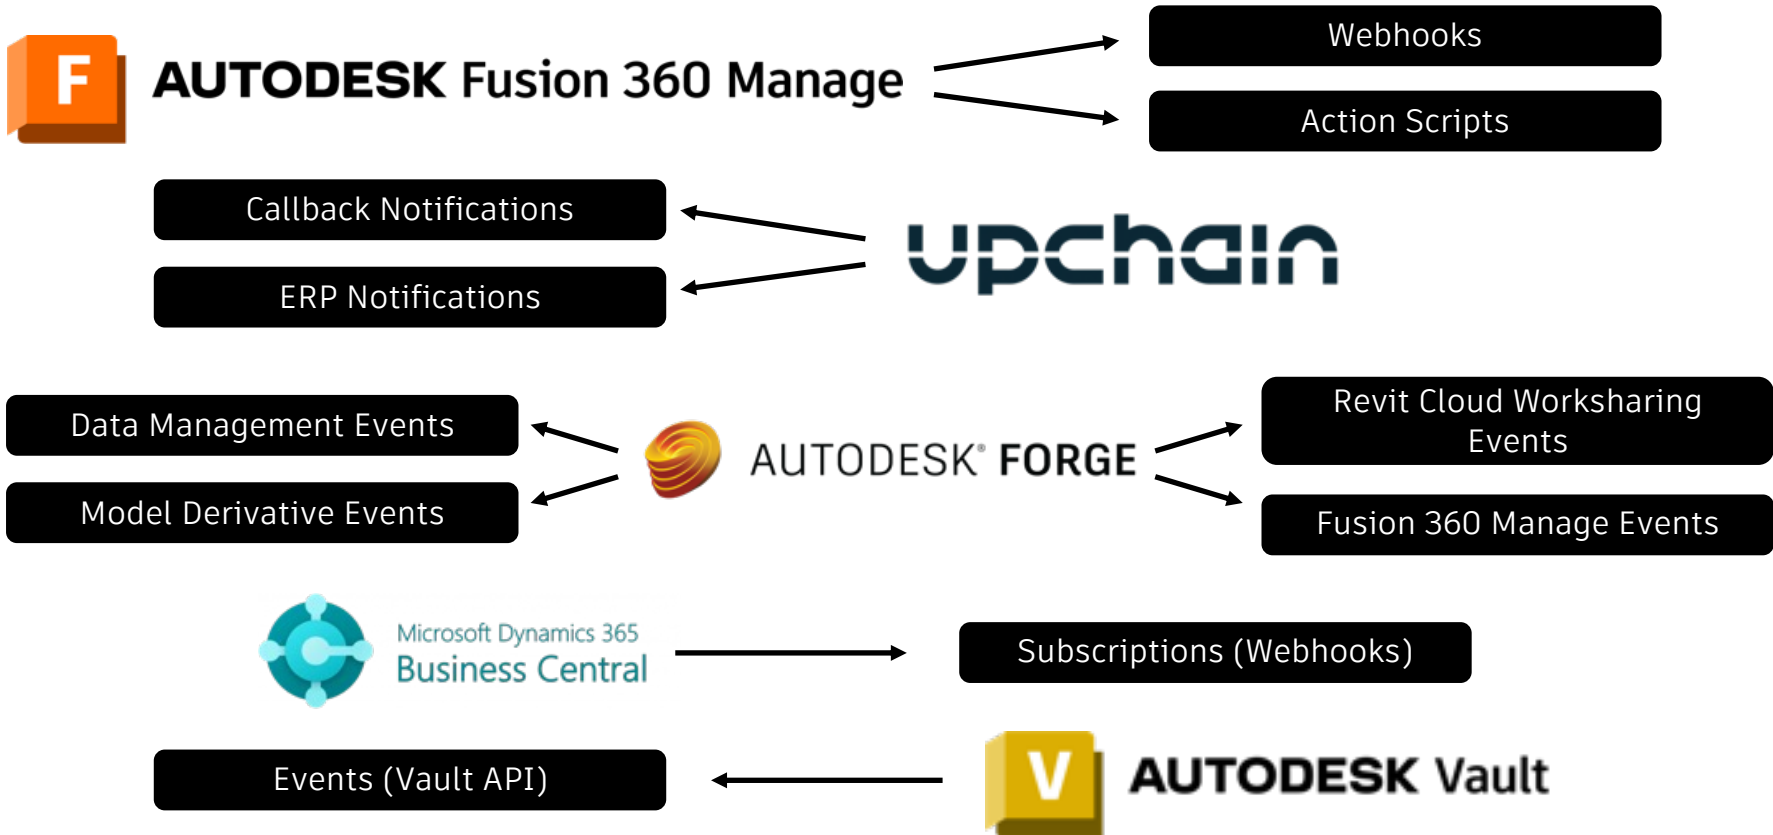 F
AUTODESK Fusion 360 Manage
Webhooks
Action Scripts
Callback Notifications
ERP Notifications
upchain
Data Management Events
Model Derivative Events
AUTODESK® FORGE
Revit Cloud Worksharing
Events
Fusion 360 Manage Events
Microsoft Dynamics 365
Business Central
Subscriptions (Webhooks)
Events (Vault API)
V
AUTODESK Vault